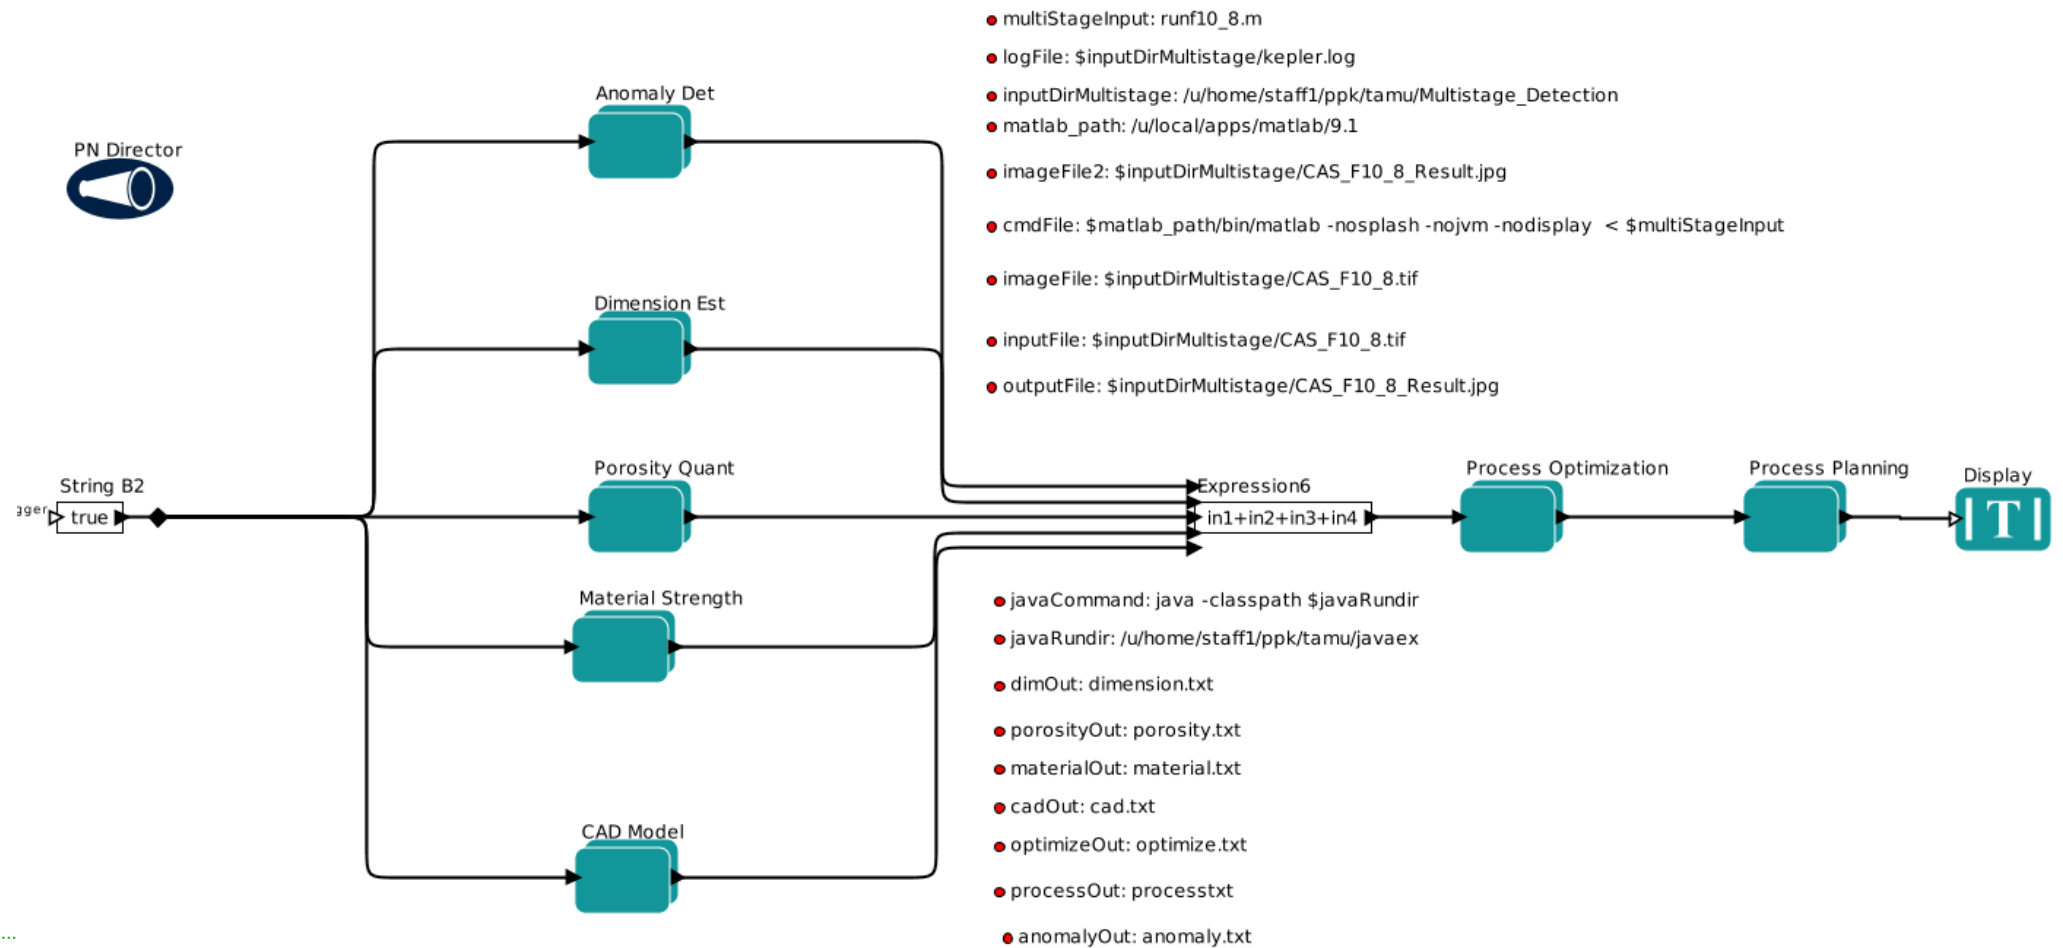 multiStageInput: runf10_8.m
logFile: $inputDirMultistage/kepler.log
Anomaly Det
inputDirMultistage: /u/home/staff1/ppk/tamu/Multistage_Detection
matlab_path: /u/local/apps/matlab/9.1
PN Director
imageFile2: $inputDirMultistage/CAS_F10_8_Result.jpg
cmdFile: $matlab_path/bin/matlab -nosplash -nojvm -nodisplay  < $multiStageInput
imageFile: $inputDirMultistage/CAS_F10_8.tif
Dimension Est
inputFile: $inputDirMultistage/CAS_F10_8.tif
outputFile: $inputDirMultistage/CAS_F10_8_Result.jpg
Porosity Quant
Process Optimization
Process Planning
Display
String B2
Expression6
gger
true
in1+in2+in3+in4
T
Material Strength
javaCommand: java -classpath $javaRundir
javaRundir: /u/home/staff1/ppk/tamu/javaex
dimOut: dimension.txt
porosityOut: porosity.txt
materialOut: material.txt
cadOut: cad.txt
CAD Model
optimizeOut: optimize.txt
processOut: processtxt
anomalyOut: anomaly.txt
...